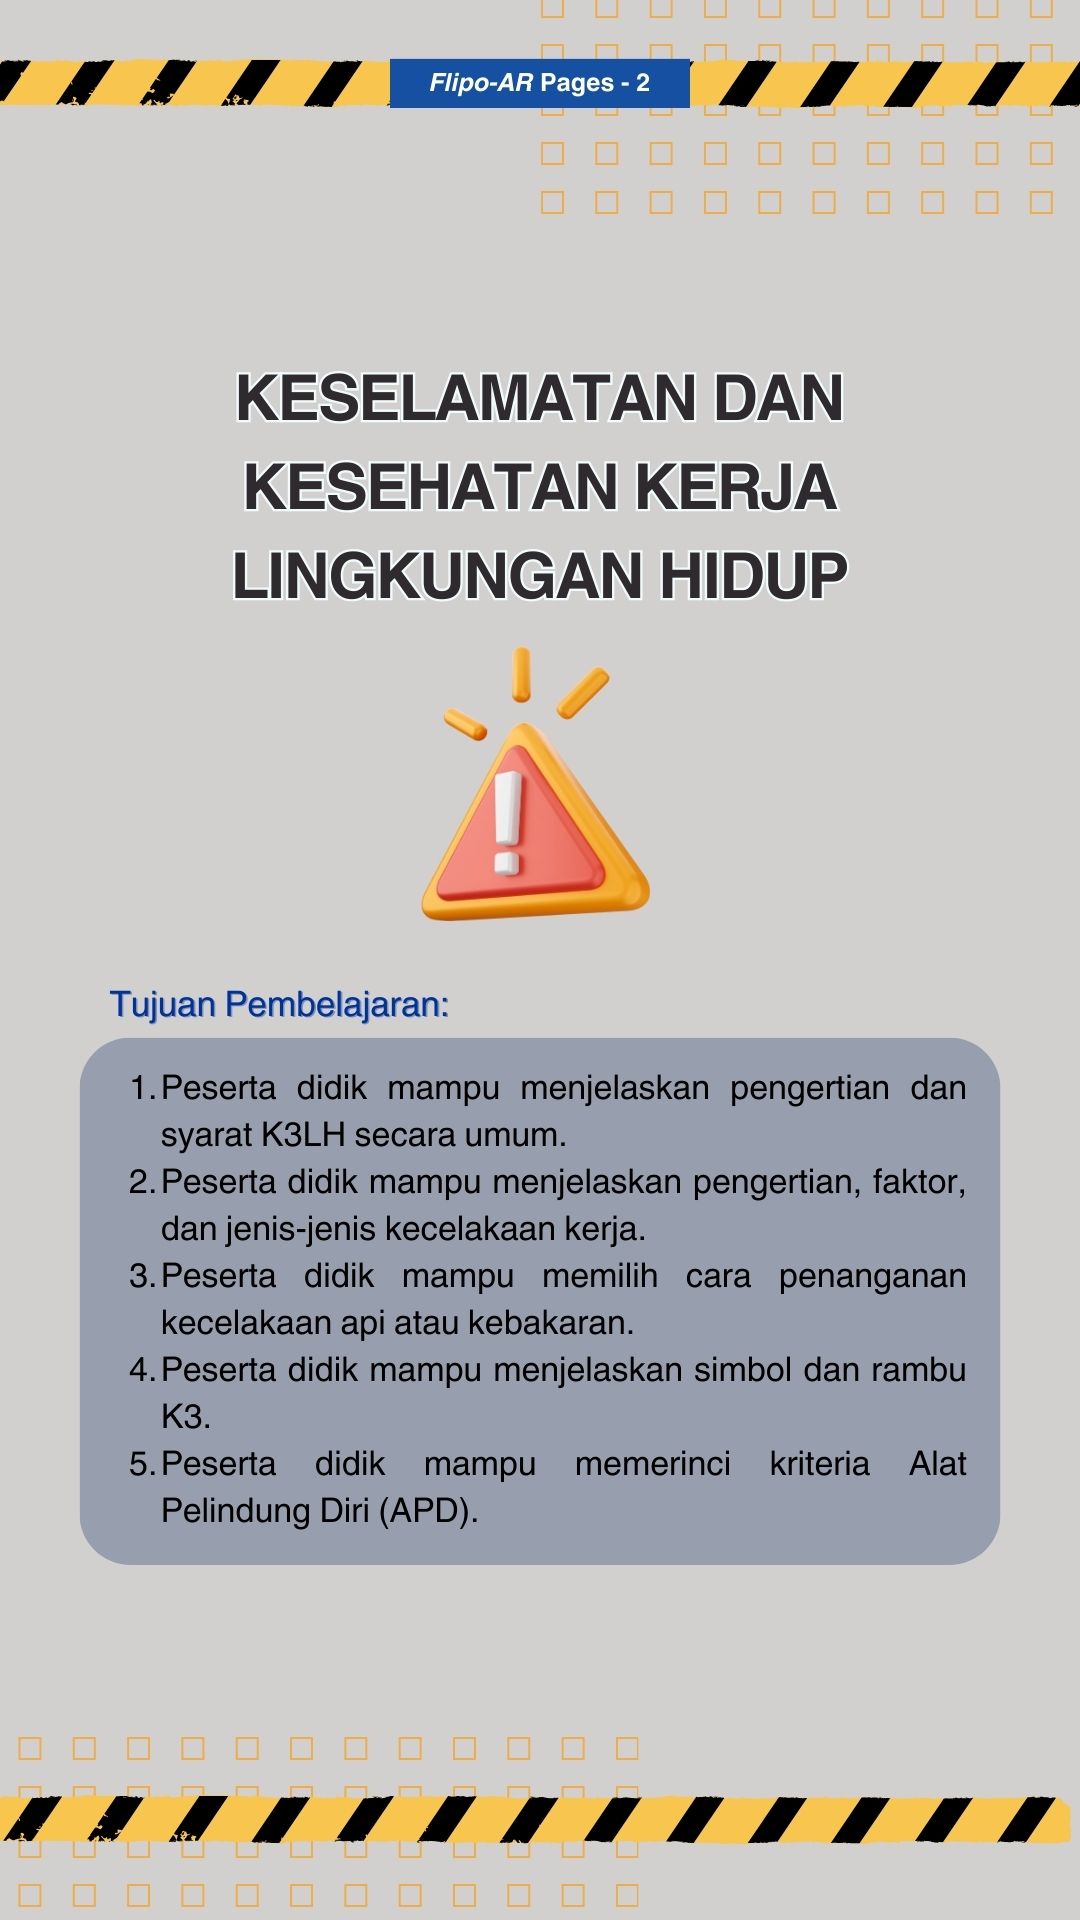 Flipo-AR Pages - 2
KESELAMATAN DAN
KESEHATAN KERJA
LINGKUNGAN HIDUP
!
Tujuan Pembelajaran:
1. Peserta didik mampu menjelaskan pengertian dan
syarat K3LH secara umum.
2. Peserta didik mampu menjelaskan pengertian, faktor,
dan jenis-jenis kecelakaan kerja.
3. Peserta didik mampu memilih cara penanganan
kecelakaan api atau kebakaran.
4. Peserta didik mampu menjelaskan simbol dan rambu
K3.
5. Peserta didik mampu memerinci kriteria Alat
Pelindung Diri (APD).